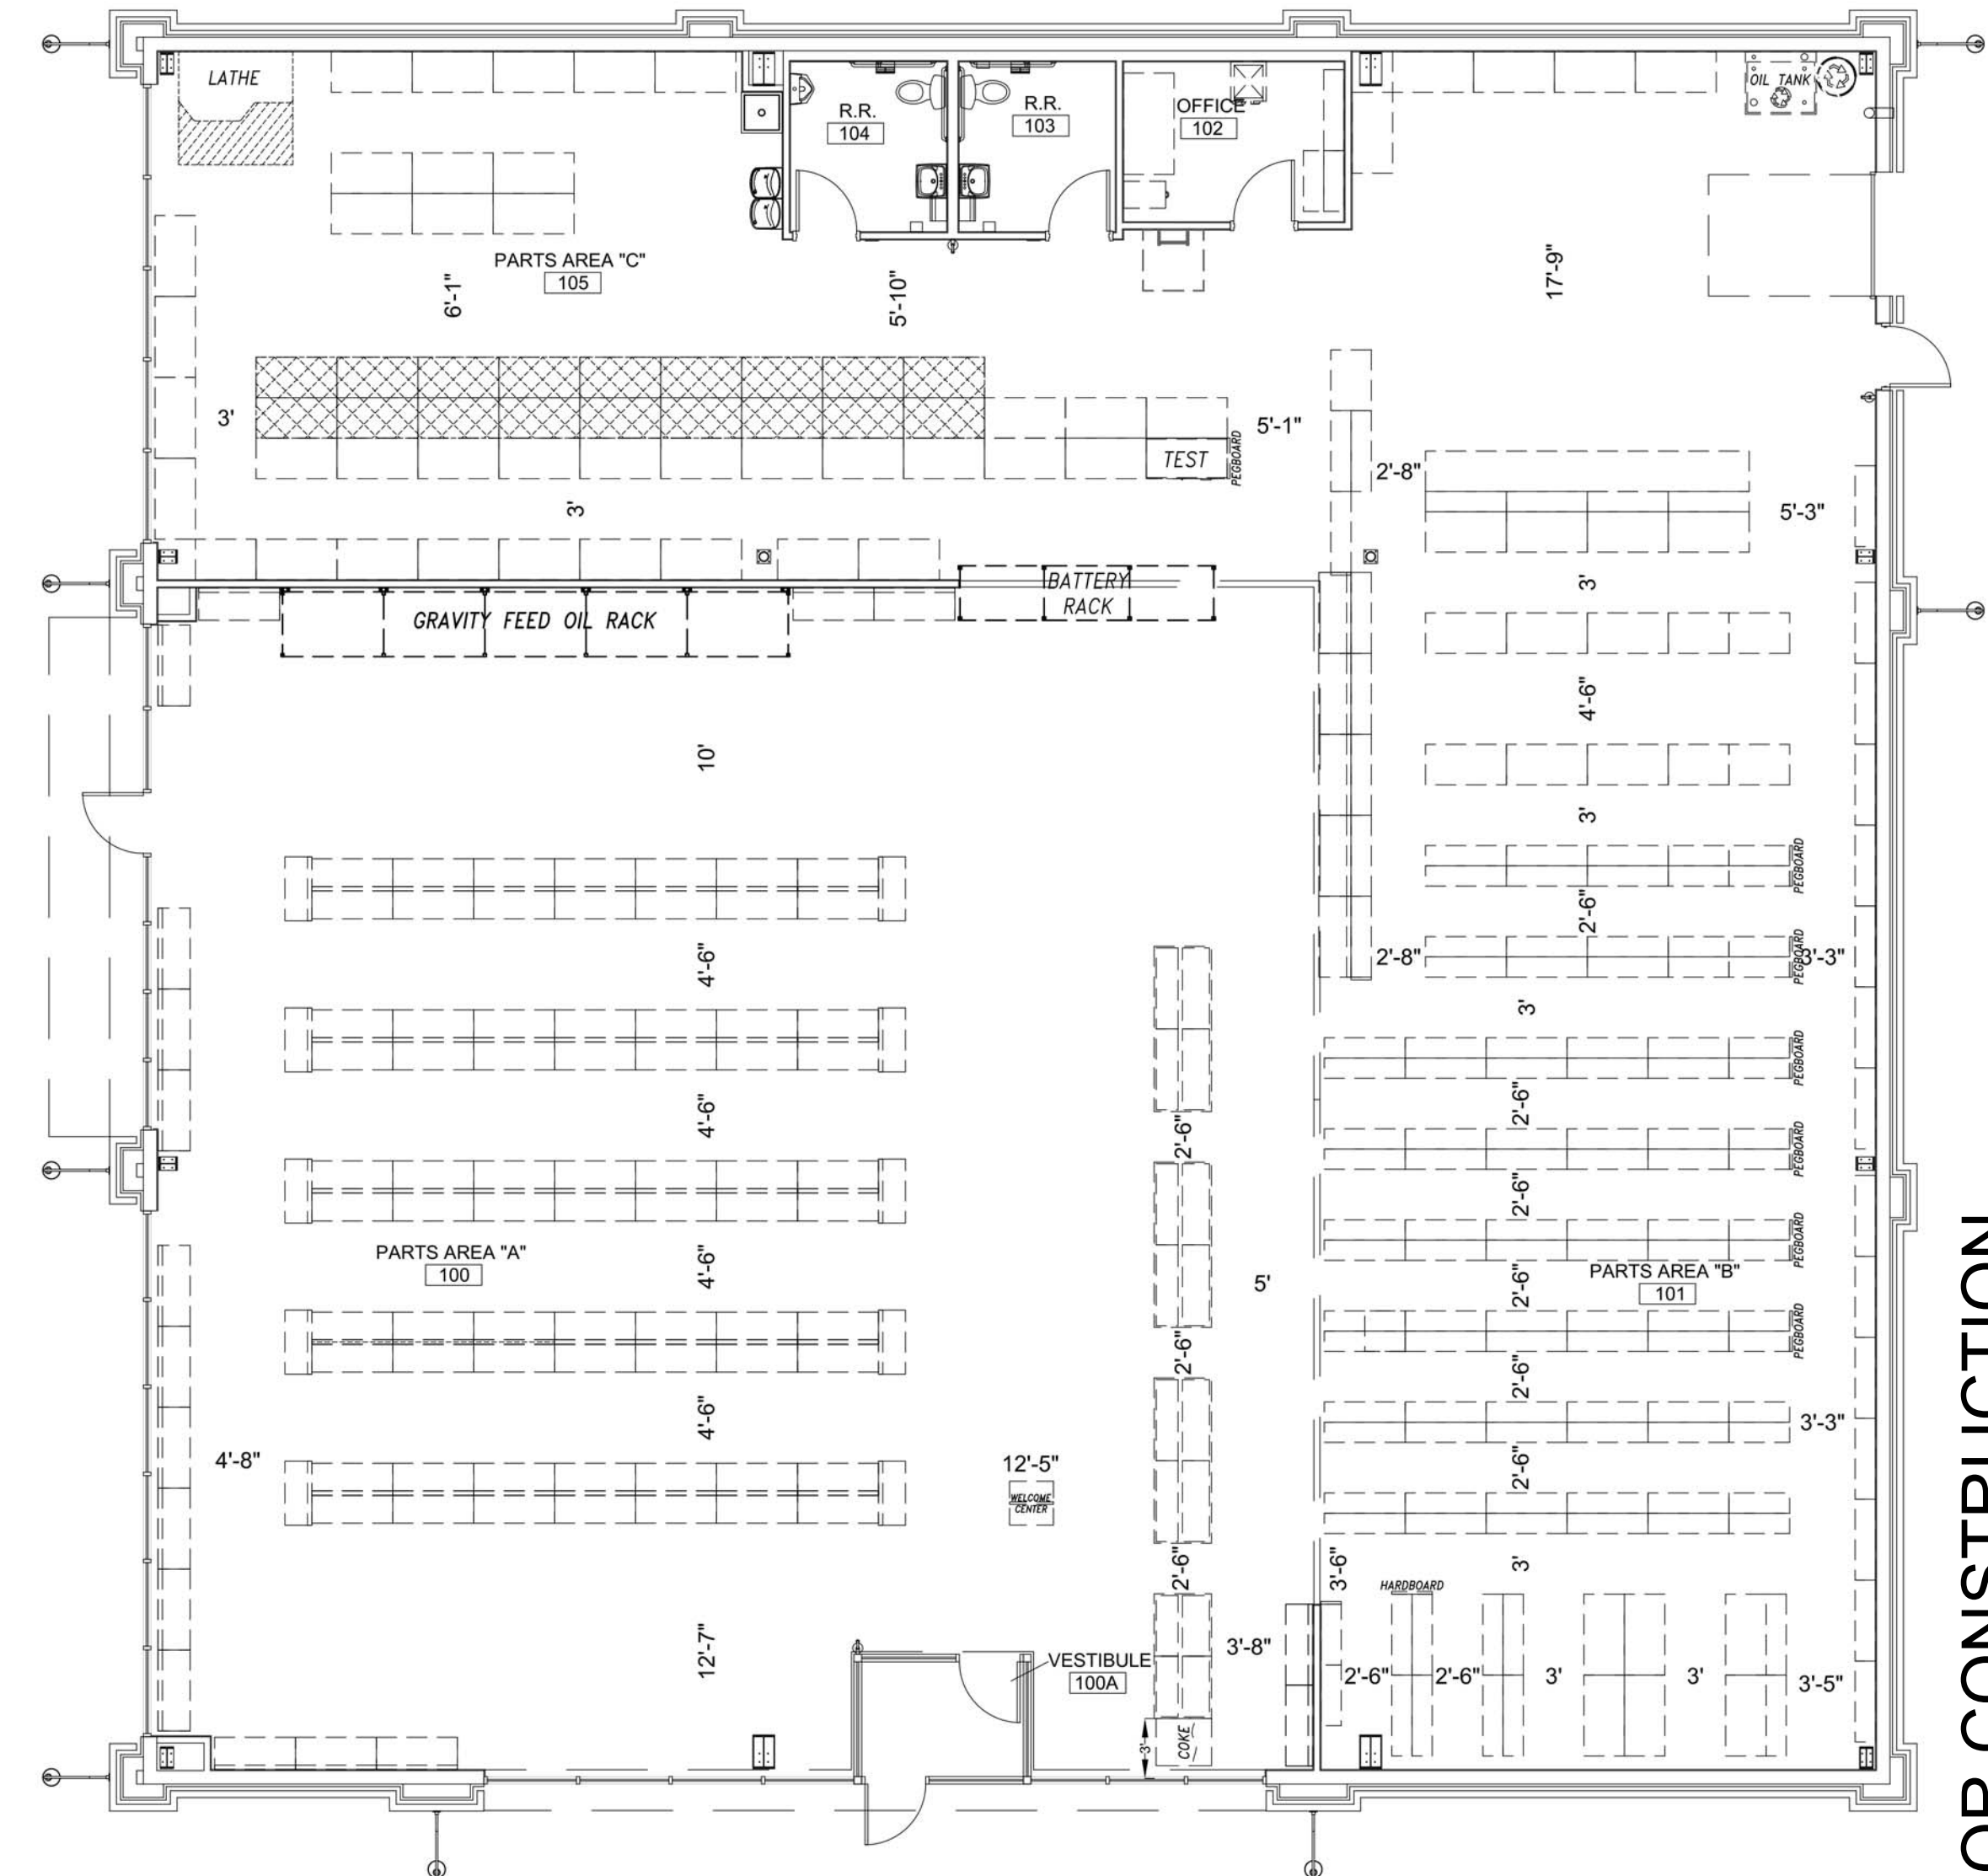 LATHE
R.R.
104
R.R.
103
OFFICE
102
OIL TANK
PARTS AREA "C"
105
6'-1"
5'-10"
17'-9"
3'
5'-1"
TEST
PEGBOARD
2'-8"
5'-3"
3'
BATTERY
RACK
GRAVITY FEED OIL RACK
3'
4'-6"
10'
3'
PEGBOARD
2'-6"
4'-6"
2'-8"
PEGBOARD
3'-3"
3'
PEGBOARD
2'-6"
4'-6"
2'-6"
PEGBOARD
2'-6"
PEGBOARD
PARTS AREA "A"
100
4'-6"
5'
2'-6"
PARTS AREA "B"
101
PEGBOARD
2'-6"
2'-6"
4'-6"
3'-3"
4'-8"
12'-5"
WELCOME
CENTER
2'-6"
2'-6"
3'-6"
3'
HARDBOARD
12'-7"
VESTIBULE
100A
3'-8"
2'-6"
2'-6"
3'
3'
3'-5"
3'
COKE
OR CONSTRUCTION